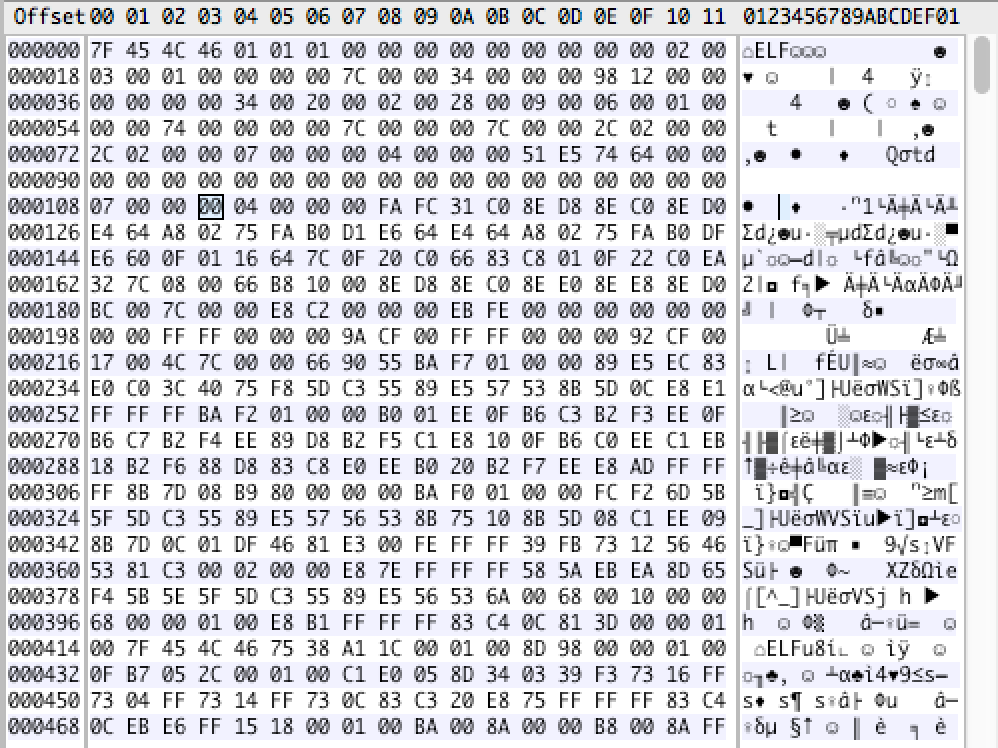 Offset 00 01 02 03 04 05 06 07 08 09 0A 0B 0C 0D 0E 0F 10 11 0123456789ABCDEF01
000000 7F 45 4C 46 01 01 01 00 00 00 00 00 00 00 00 00 02 00 ⌂ELF☺☺☺ ☻
000018 03 00 01 00 00 00 00 7C 00 00 34 00 00 00 98 12 00 00 ♥ ☺ | 4 ÿ↕
000036 00 00 00 00 34 00 20 00 02 00 28 00 09 00 06 00 01 00 4 ☻ ( ○ ♠ ☺
000054 00 00 74 00 00 00 00 7C 00 00 00 7C 00 00 2C 02 00 00 t | | ,☻
000072 2C 02 00 00 07 00 00 00 04 00 00 00 51 E5 74 64 00 00 ,☻ • ♦ Qσtd
000090 00 00 00 00 00 00 00 00 00 00 00 00 00 00 00 00 00 00
000108 07 00 00 00 04 00 00 00 FA FC 31 C0 8E D8 8E C0 8E D0 • ♦ ·ⁿ1└Ä╪Ä└Ä╨
000126 E4 64 A8 02 75 FA B0 D1 E6 64 E4 64 A8 02 75 FA B0 DF Σd¿☻u·░╤µdΣd¿☻u·░▀
000144 E6 60 0F 01 16 64 7C 0F 20 C0 66 83 C8 01 0F 22 C0 EA µ`☼☺▬d|☼ └fâ╚☺☼"└Ω
000162 32 7C 08 00 66 B8 10 00 8E D8 8E C0 8E E0 8E E8 8E D0 2|◘ f╕► Ä╪Ä└ÄαÄΦÄ╨
000180 BC 00 7C 00 00 E8 C2 00 00 00 EB FE 00 00 00 00 00 00 ╝ | Φ┬ δ■
000198 00 00 FF FF 00 00 00 9A CF 00 FF FF 00 00 00 92 CF 00 Ü╧ Æ╧
000216 17 00 4C 7C 00 00 66 90 55 BA F7 01 00 00 89 E5 EC 83 ↨ L| fÉU║≈☺ ëσ∞â
000234 E0 C0 3C 40 75 F8 5D C3 55 89 E5 57 53 8B 5D 0C E8 E1 α└<@u°]├UëσWSï]♀Φß
000252 FF FF FF BA F2 01 00 00 B0 01 EE 0F B6 C3 B2 F3 EE 0F ║≥☺ ░☺ε☼╢├▓≤ε☼
000270 B6 C7 B2 F4 EE 89 D8 B2 F5 C1 E8 10 0F B6 C0 EE C1 EB ╢╟▓⌠εë╪▓⌡┴Φ►☼╢└ε┴δ
000288 18 B2 F6 88 D8 83 C8 E0 EE B0 20 B2 F7 EE E8 AD FF FF ↑▓÷ê╪â╚αε░ ▓≈εΦ¡
000306 FF 8B 7D 08 B9 80 00 00 00 BA F0 01 00 00 FC F2 6D 5B ï}◘╣Ç ║≡☺ ⁿ≥m[
000324 5F 5D C3 55 89 E5 57 56 53 8B 75 10 8B 5D 08 C1 EE 09 _]├UëσWVSïu►ï]◘┴ε○
000342 8B 7D 0C 01 DF 46 81 E3 00 FE FF FF 39 FB 73 12 56 46 ï}♀☺▀Füπ ■ 9√s↕VF
000360 53 81 C3 00 02 00 00 E8 7E FF FF FF 58 5A EB EA 8D 65 Sü├ ☻ Φ~ XZδΩìe
000378 F4 5B 5E 5F 5D C3 55 89 E5 56 53 6A 00 68 00 10 00 00 ⌠[^_]├UëσVSj h ►
000396 68 00 00 01 00 E8 B1 FF FF FF 83 C4 0C 81 3D 00 00 01 h ☺ Φ▒ â─♀ü= ☺
000414 00 7F 45 4C 46 75 38 A1 1C 00 01 00 8D 98 00 00 01 00 ⌂ELFu8í∟ ☺ ìÿ ☺
000432 0F B7 05 2C 00 01 00 C1 E0 05 8D 34 03 39 F3 73 16 FF ☼╖♣, ☺ ┴α♣ì4♥9≤s▬
000450 73 04 FF 73 14 FF 73 0C 83 C3 20 E8 75 FF FF FF 83 C4 s♦ s¶ s♀â├ Φu â─
000468 0C EB E6 FF 15 18 00 01 00 BA 00 8A 00 00 B8 00 8A FF ♀δµ §↑ ☺ ║ è ╕ è